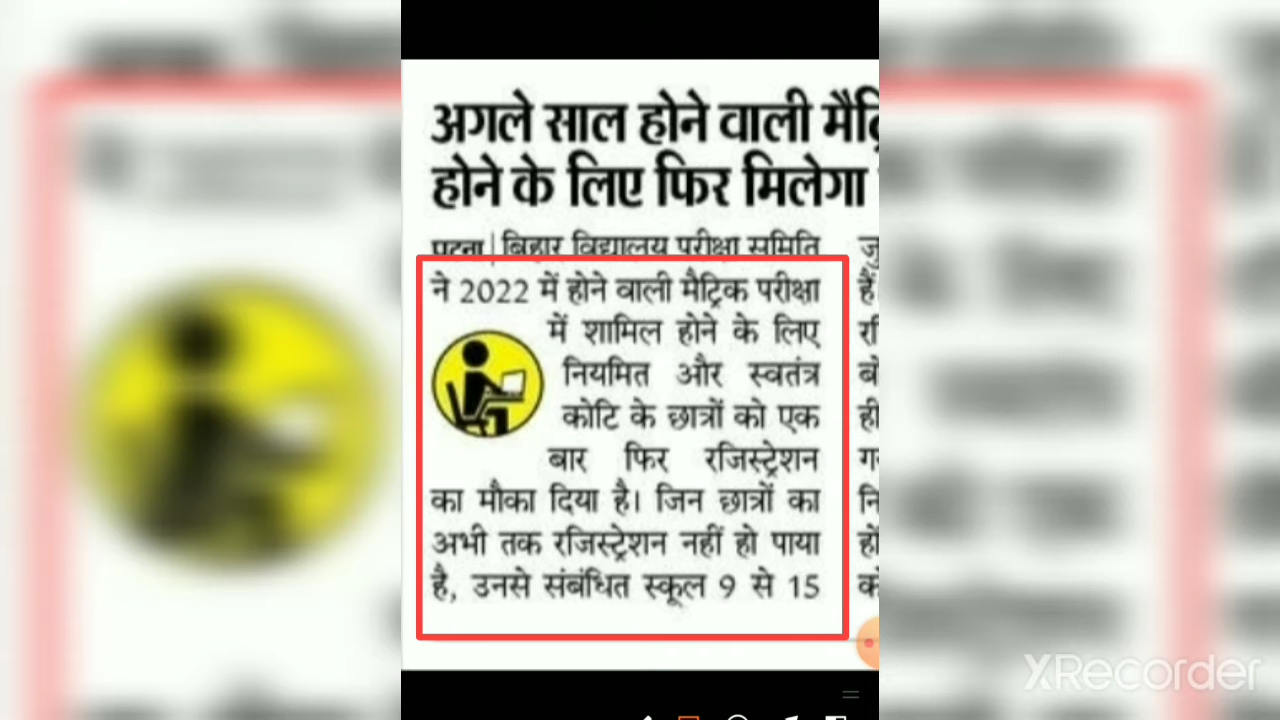 अगले साल होने वाली
होने के लिए फिर मिलेगा
पटना | बिहार विद्यालय परीक्षा समिति
ने 2022 में होने वाली मैट्रिक परीक्षा
में शामिल होने के लिए
नियमित और स्वतंत्र
कोटि के छात्रों को एक
बार फिर रजिस्ट्रेशन
का मौका दिया है। जिन छात्रों का
अभी तक रजिस्ट्रेशन नहीं हो पाया
है, उनसे संबंधित स्कूल 9 से 15
XRecorder